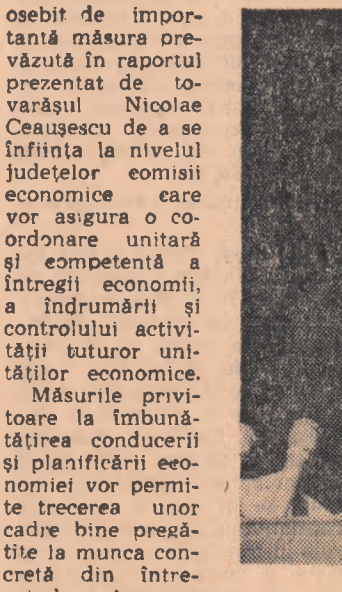 osebit de impor-
tantă măsura pre-
văzută în raportul
prezentat de to-
varășul Nicolae
Ceaușescu de a se
înființa la nivelul
județelor comisii
economice care
vor asigura o co-
ordonare unitară
și competentă a
întregii economii,
a îndrumării și
controlului activi-
tății tuturor uni-
tăților economice.
Măsurile privi-
toare la îmbună-
tățirea conducerii
și planificării eco-
nomiei vor permi-
te trecerea unor
cadre bine pregă-
tite la munca con-
cretă din între-